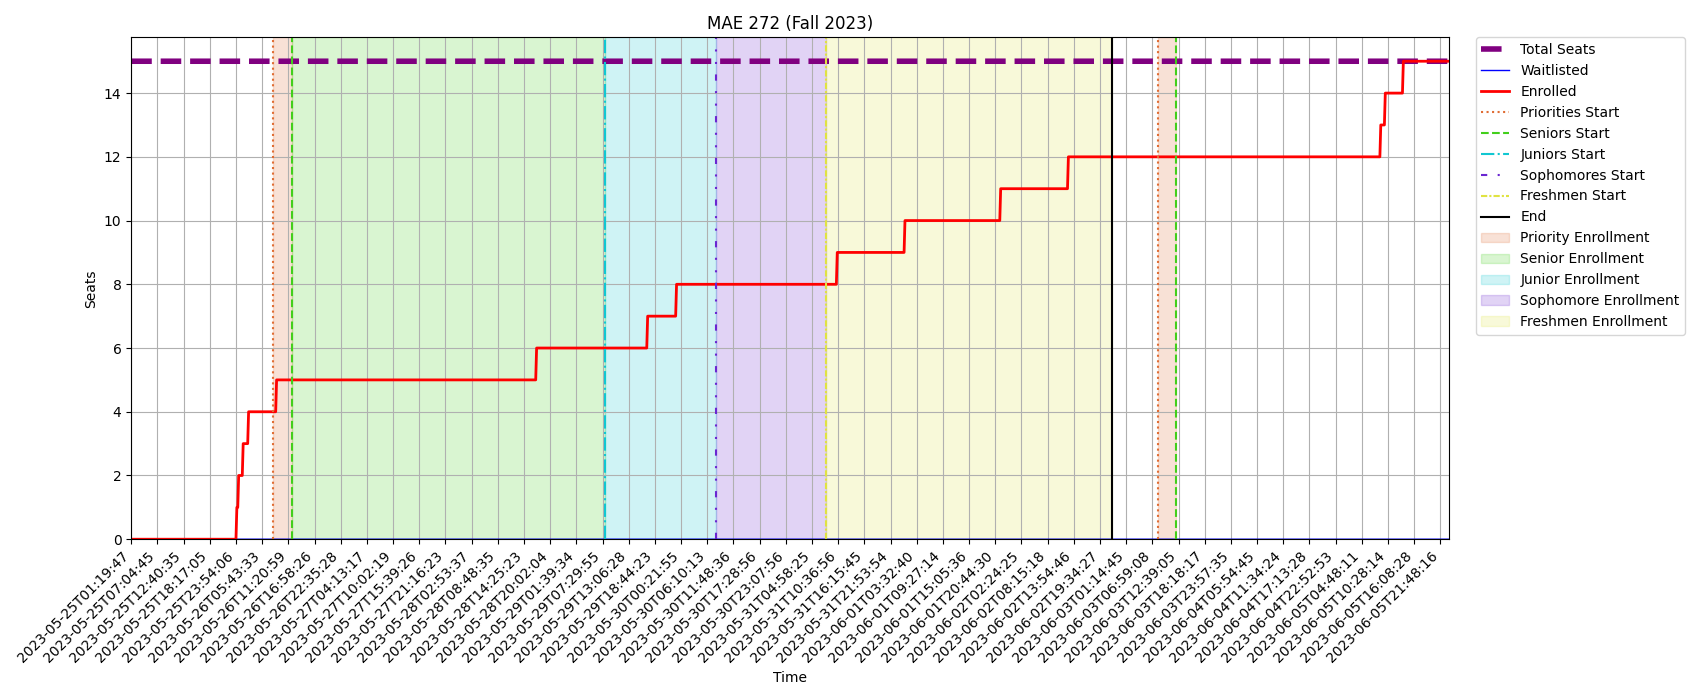 MAE 272 (Fall 2023)
Total Seats
Waitlisted
Enrolled
Priorities Start
Seniors Start
Juniors Start
Sophomores Start
Freshmen Start
End
Priority Enrollment
Senior Enrollment
Junior Enrollment
Sophomore Enrollment
Freshmen Enrollment
Seats
14
12
10
8
6
4
2
0
2023-05-25T01:19:47
2023-05-25T07:04:45
2023-05-25T12:40:35
2023-05-25T18:17:05
2023-05-25T23:54:06
2023-05-26T05:43:33
2023-05-26T11:20:59
2023-05-26T16:58:26
2023-05-26T22:35:28
2023-05-27T04:13:17
2023-05-27T10:02:19
2023-05-27T15:39:26
2023-05-27T21:16:23
2023-05-28T02:53:37
2023-05-28T08:48:35
2023-05-28T14:25:23
2023-05-28T20:02:04
2023-05-29T01:39:34
2023-05-29T07:29:55
2023-05-29T13:06:28
2023-05-29T18:44:23
2023-05-30T00:21:55
2023-05-30T06:10:13
2023-05-30T11:48:36
2023-05-30T17:28:56
2023-05-30T23:07:56
2023-05-31T04:58:25
2023-05-31T10:36:56
2023-05-31T16:15:45
2023-05-31T21:53:54
2023-06-01T03:32:40
2023-06-01T09:27:14
2023-06-01T15:05:36
2023-06-01T20:44:30
2023-06-02T02:24:25
2023-06-02T08:15:18
2023-06-02T13:54:46
2023-06-02T19:34:27
2023-06-03T01:14:45
2023-06-03T06:59:08
2023-06-03T12:39:05
2023-06-03T18:18:17
2023-06-03T23:57:35
2023-06-04T05:54:45
2023-06-04T11:34:24
2023-06-04T17:13:28
2023-06-04T22:52:53
2023-06-05T04:48:11
2023-06-05T10:28:14
2023-06-05T16:08:28
2023-06-05T21:48:16
Time